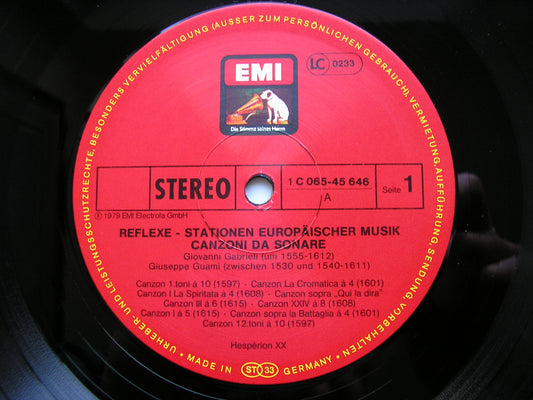 URHEBER- UND LEISTUNGSSCHUTZRECHTE, BESONDERS VERVIELFÄLTIGUNG (AUSSER ZUM PERSÖNLICHEN GEBRAUCH), VERMIETUNG, AUFFÜHRUNG, SENDUNG, VORBEHALTEN · MADE IN GERMANY ·
ST 33
EMI
LC 0233
Die Stimme seines Herrn
STEREO
1 C 065-45 646
A
Seite 1
℗ 1979 EMI Electrola GmbH
REFLEXE - STATIONEN EUROPÄISCHER MUSIK
CANZONI DA SONARE
Giovanni Gabrieli (um 1555-1612)
Giuseppe Guami (zwischen 1530 und 1540-1611)
Canzon 1.toni à 10 (1597) · Canzon La Cromatica à 4 (1601)
Canzon I La Spiritata à 4 (1608) · Canzon sopra „Qui la dira"
Canzon III à 6 (1615) · Canzon XXIV à 8 (1608)
Canzon I à 5 (1615) · Canzon sopra la Battaglia à 4 (1601)
Canzon 12.toni à 10 (1597)
Hespèrion XX